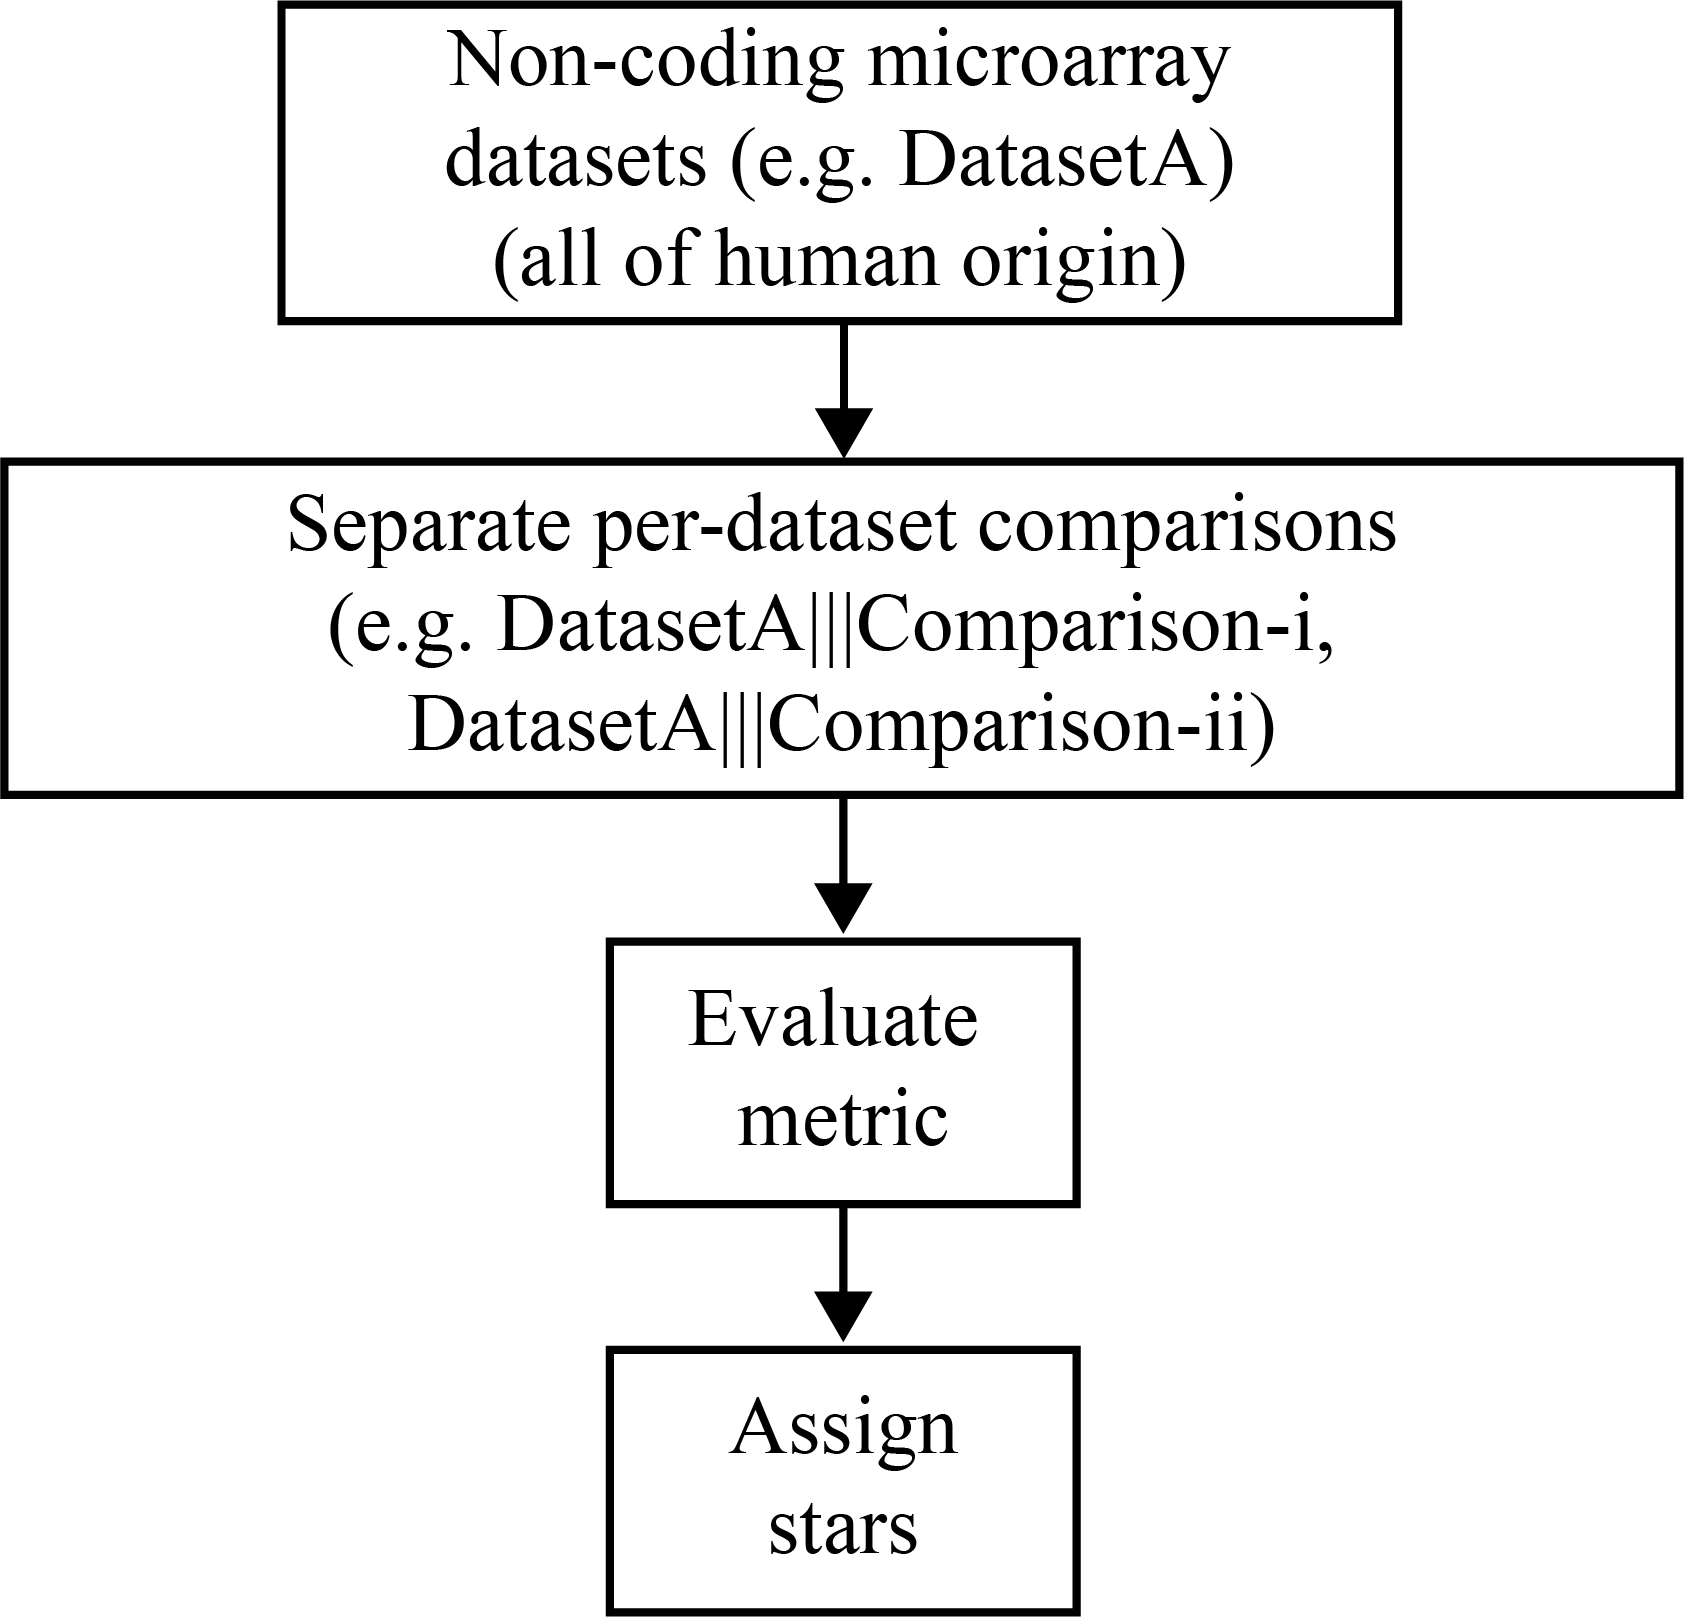 Non-coding microarray
datasets (e.g. DatasetA)
(all of human origin)
Separate per-dataset comparisons
(e.g. DatasetA|||Comparison-i,
DatasetA|||Comparison-ii)
Evaluate
metric
Assign
stars